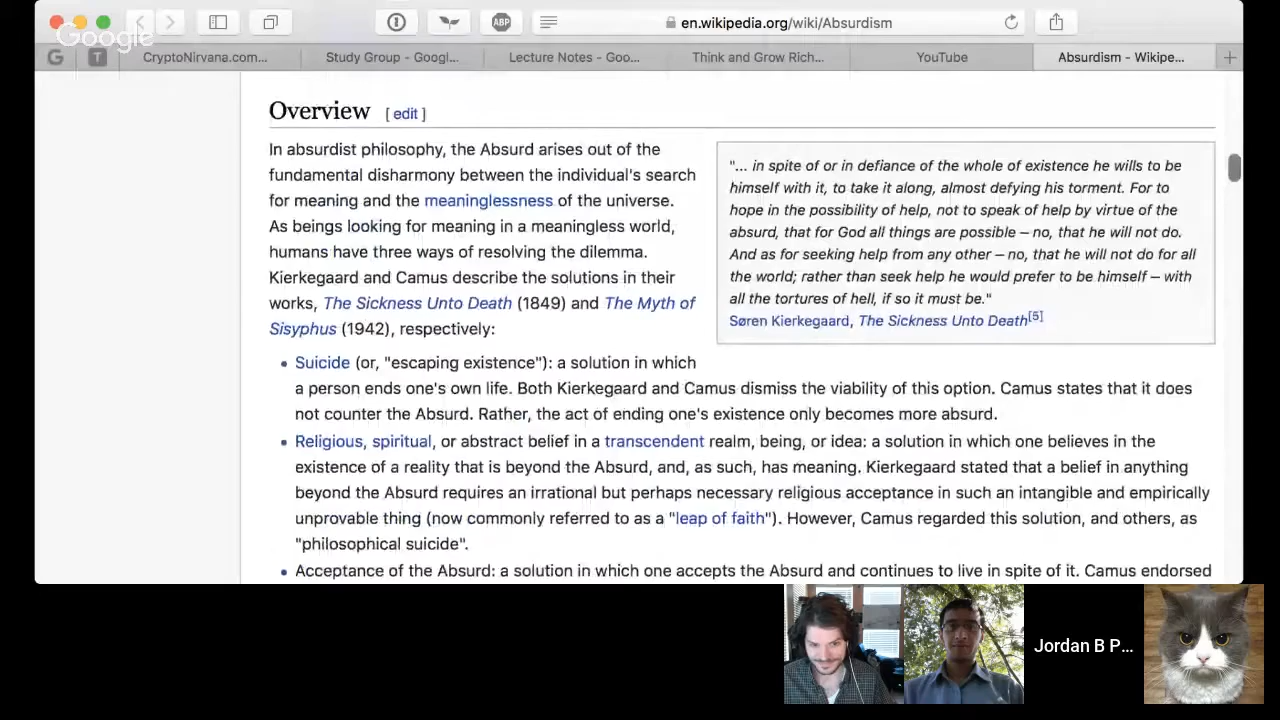 en.wikipedia.org/wiki/Absurdism
ABP
Google
G
T
CryptoNirvana.com...
Study Group - Googl...
Lecture Notes - Goo...
Think and Grow Rich...
YouTube
Absurdism - Wikipe...
Overview [ edit ]
In absurdist philosophy, the Absurd arises out of the
fundamental disharmony between the individual's search
for meaning and the meaninglessness of the universe.
As beings looking for meaning in a meaningless world,
humans have three ways of resolving the dilemma.
Kierkegaard and Camus describe the solutions in their
works, The Sickness Unto Death (1849) and The Myth of
Sisyphus (1942), respectively:
"... in spite of or in defiance of the whole of existence he wills to be
himself with it, to take it along, almost defying his torment. For to
hope in the possibility of help, not to speak of help by virtue of the
absurd, that for God all things are possible – no, that he will not do.
And as for seeking help from any other – no, that he will not do for all
the world; rather than seek help he would prefer to be himself – with
all the tortures of hell, if so it must be."
Søren Kierkegaard, The Sickness Unto Death[5]
• Suicide (or, "escaping existence"): a solution in which
a person ends one's own life. Both Kierkegaard and Camus dismiss the viability of this option. Camus states that it does
not counter the Absurd. Rather, the act of ending one's existence only becomes more absurd.
• Religious, spiritual, or abstract belief in a transcendent realm, being, or idea: a solution in which one believes in the
existence of a reality that is beyond the Absurd, and, as such, has meaning. Kierkegaard stated that a belief in anything
beyond the Absurd requires an irrational but perhaps necessary religious acceptance in such an intangible and empirically
unprovable thing (now commonly referred to as a "leap of faith"). However, Camus regarded this solution, and others, as
"philosophical suicide".
• Acceptance of the Absurd: a solution in which one accepts the Absurd and continues to live in spite of it. Camus endorsed
Jordan B P...